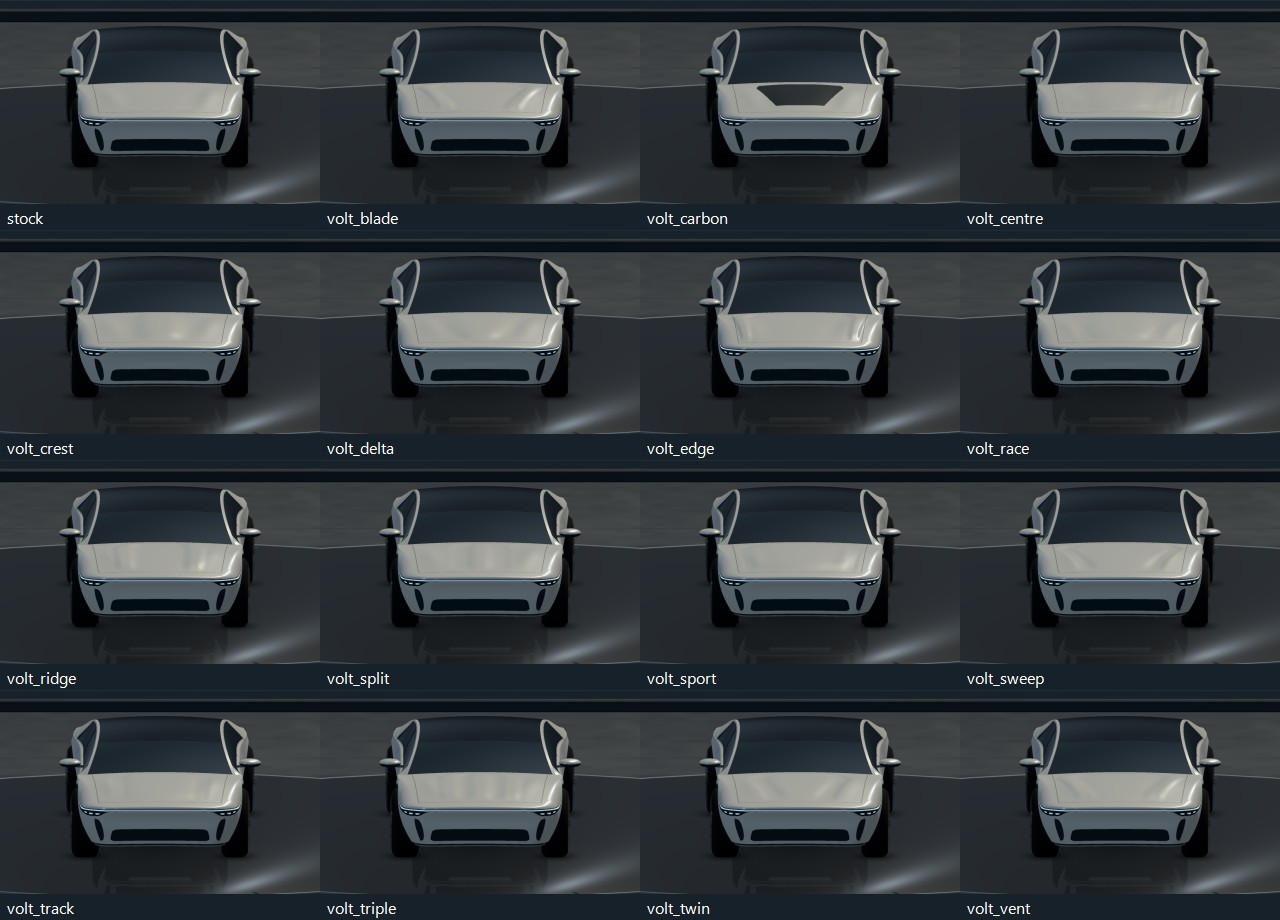 stock
volt_blade
volt_carbon
volt_centre
volt_crest
volt_delta
volt_edge
volt_race
volt_ridge
volt_split
volt_sport
volt_sweep
volt_track
volt_triple
volt_twin
volt_vent